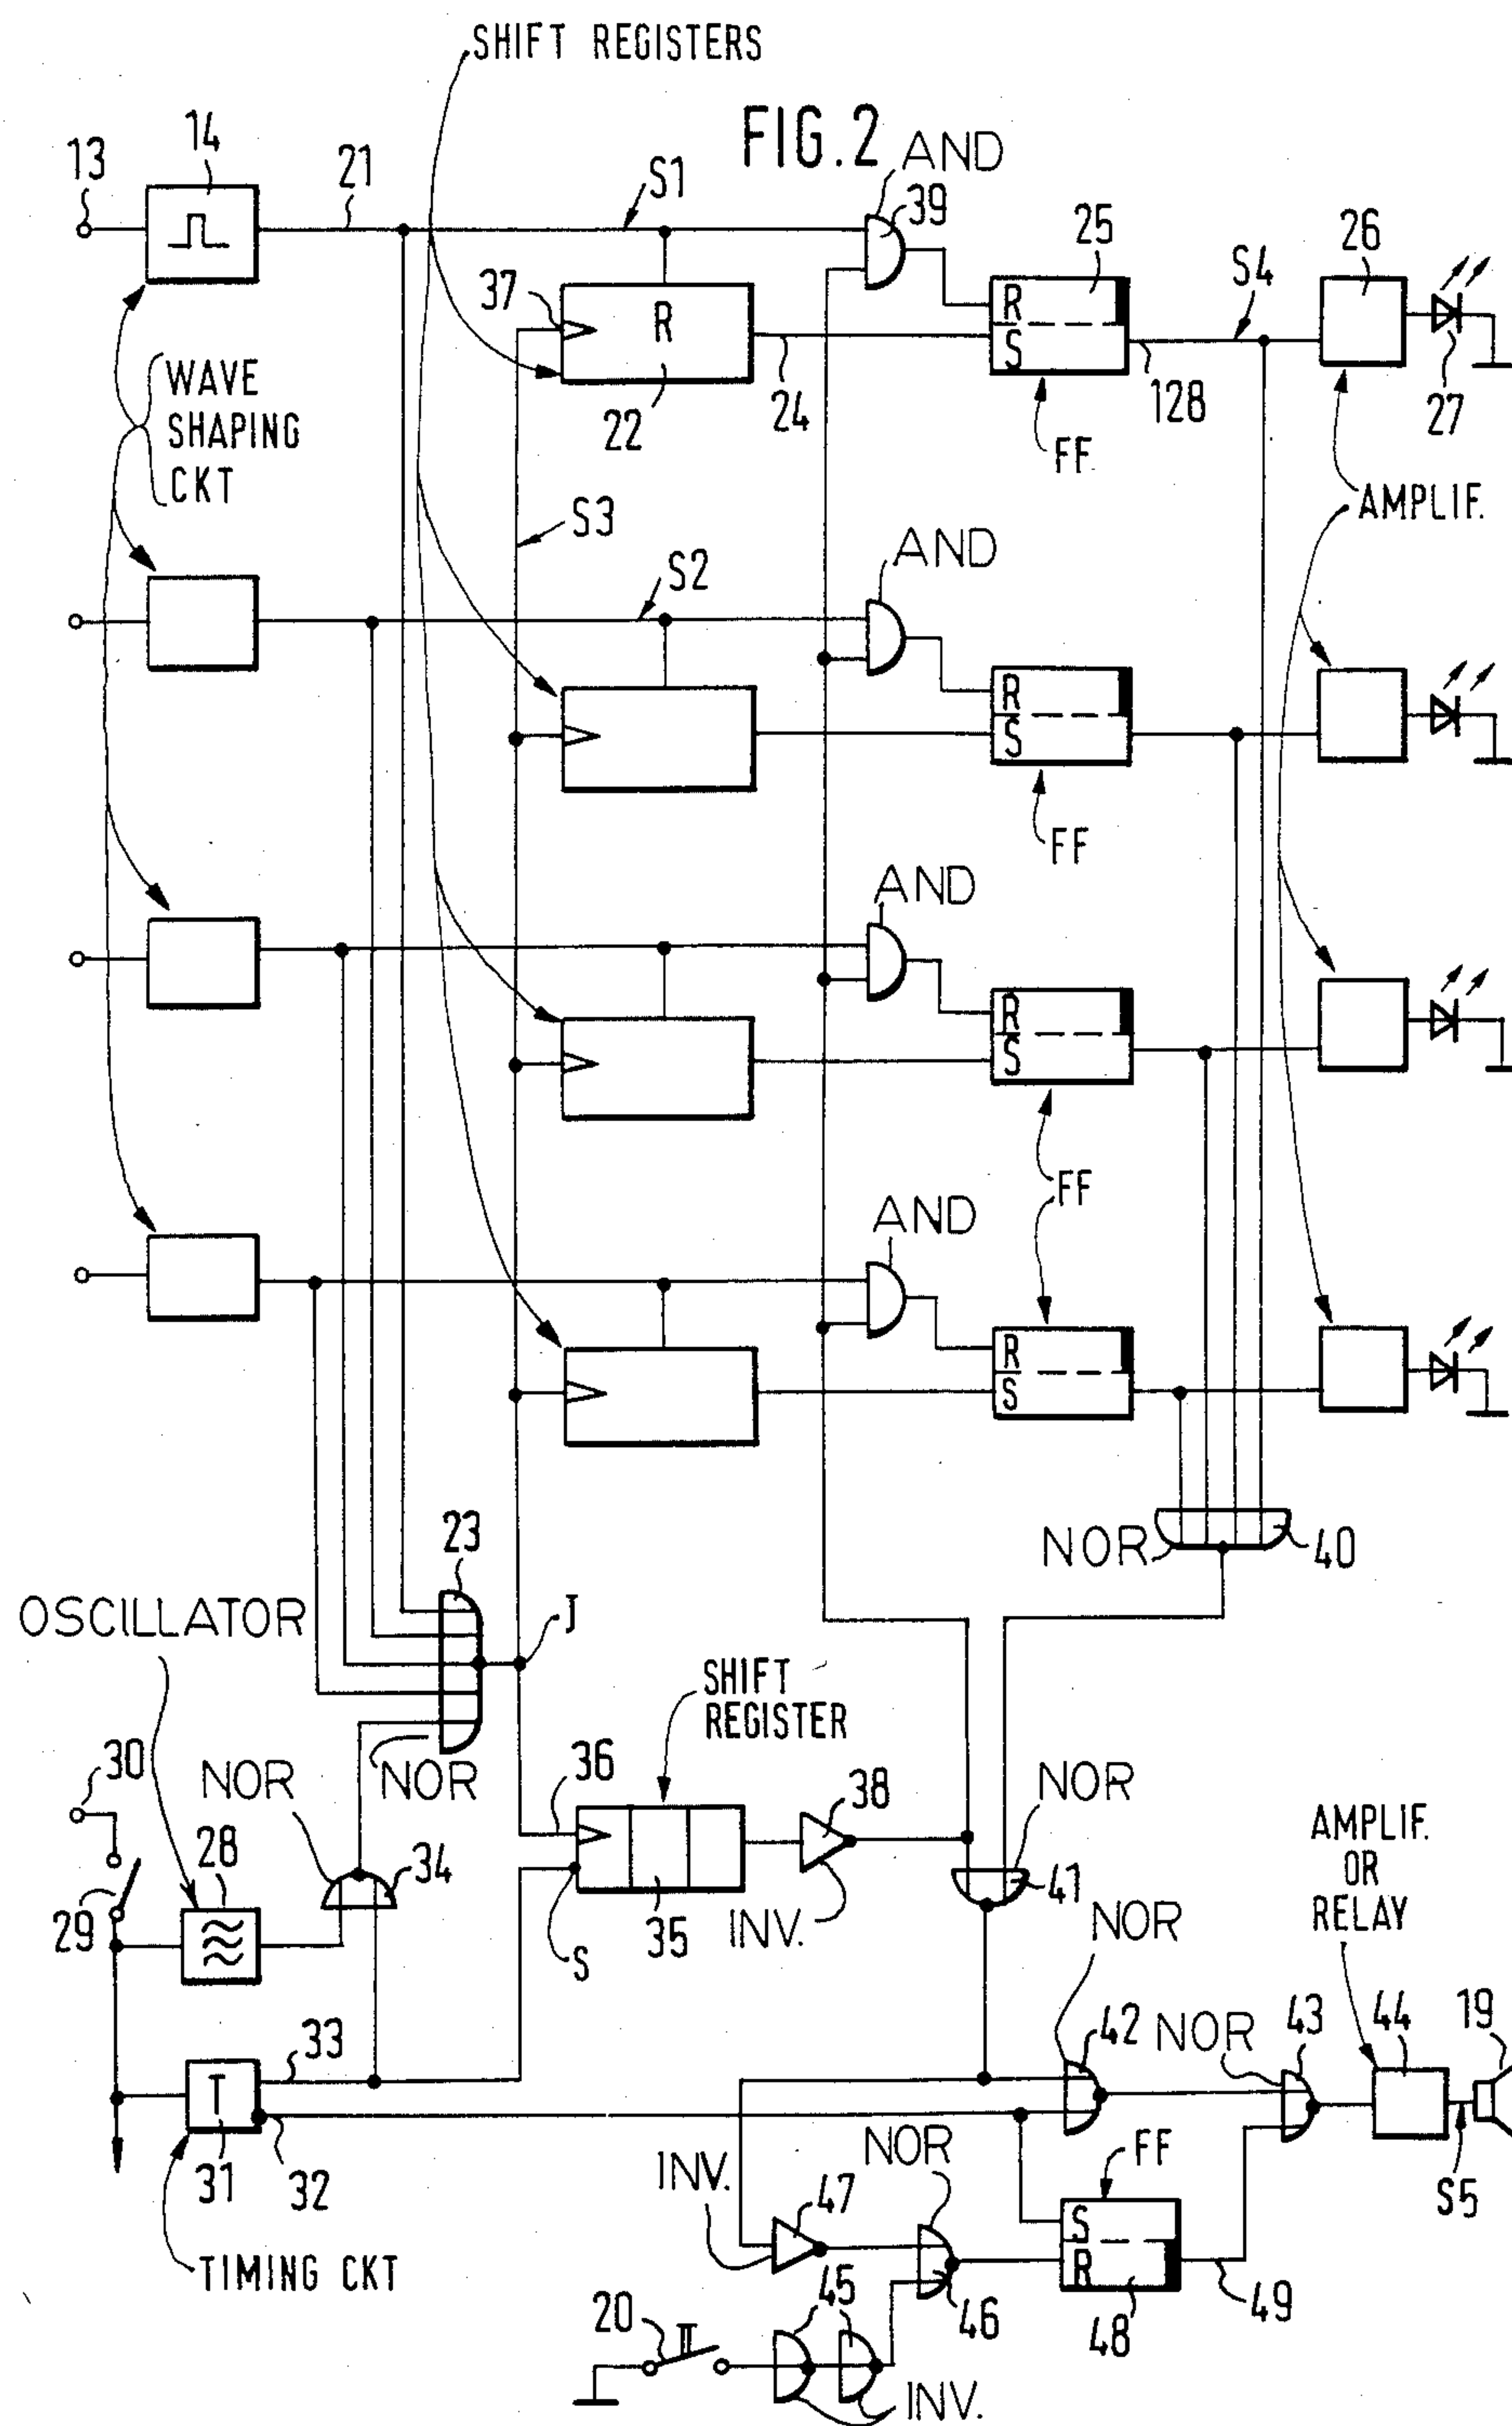 SHIFT REGISTERS
FIG.2
AND
13
14
21
S1
39
25
S4
26
37
R
R
S
22
24
128
27
FF
WAVE
SHAPING
CKT
AMPLIF.
S3
AND
S2
R
S
FF
AND
R
S
FF
AND
R
S
23
NOR
40
OSCILLATOR
J
SHIFT
REGISTER
30
NOR
NOR
36
38
NOR
AMPLIF.
OR
RELAY
28
34
41
29
35
INV.
NOR
S
33
42
NOR
43
44
19
T
31
32
NOR
FF
INV.
47
S5
S
R
TIMING CKT
45
46
48
49
20
INV.